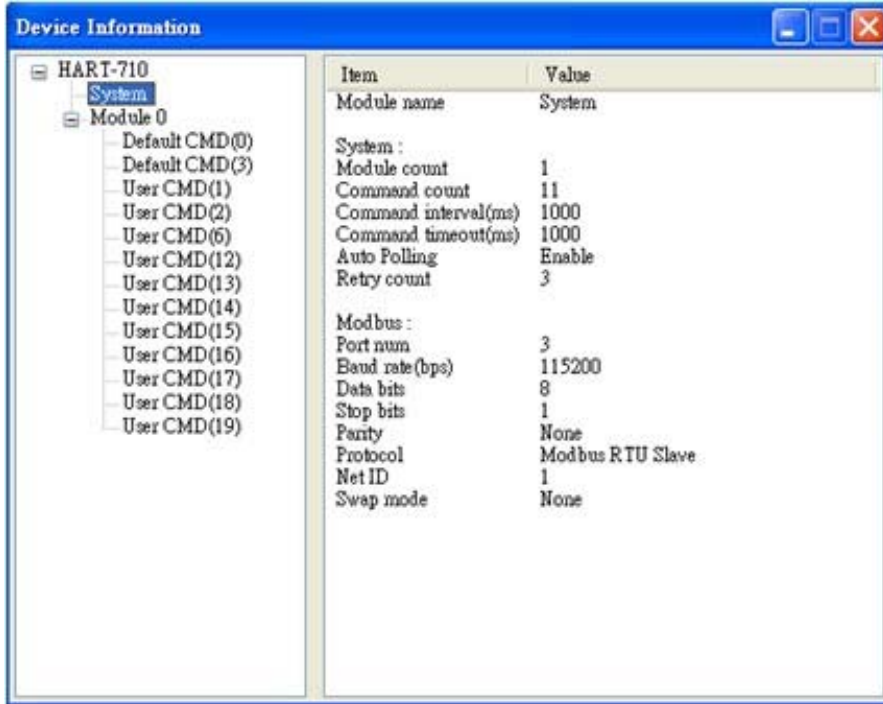 Device Information
HART-710
System
Module 0
Default CMD(0)
Default CMD(3)
User CMD(1)
User CMD(2)
User CMD(6)
User CMD(12)
User CMD(13)
User CMD(14)
User CMD(15)
User CMD(16)
User CMD(17)
User CMD(18)
User CMD(19)
Item Value
Module name System
System :
Module count 1
Command count 11
Command interval(ms) 1000
Command timeout(ms) 1000
Auto Polling Enable
Retry count 3
Modbus :
Port num 3
Baud rate(bps) 115200
Data bits 8
Stop bits 1
Parity None
Protocol Modbus RTU Slave
Net ID 1
Swap mode None